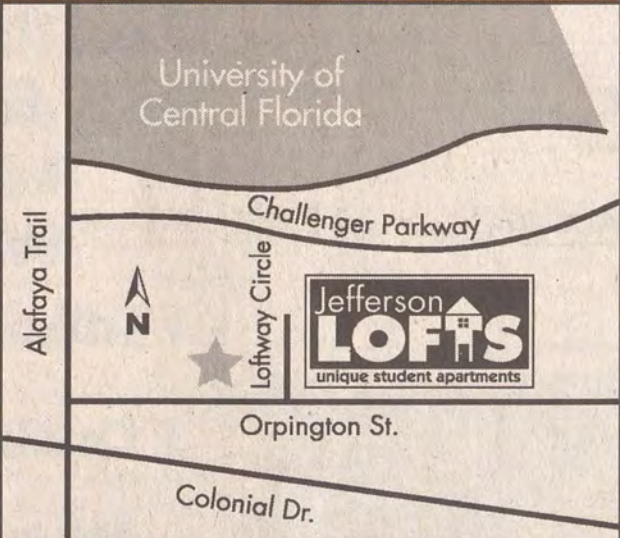 University of
Central Florida
Challenger Parkway
Alafaya Trail
N
Loftway Circle
Jefferson
LOFTS
unique student apartments
Orpington St.
Colonial Dr.